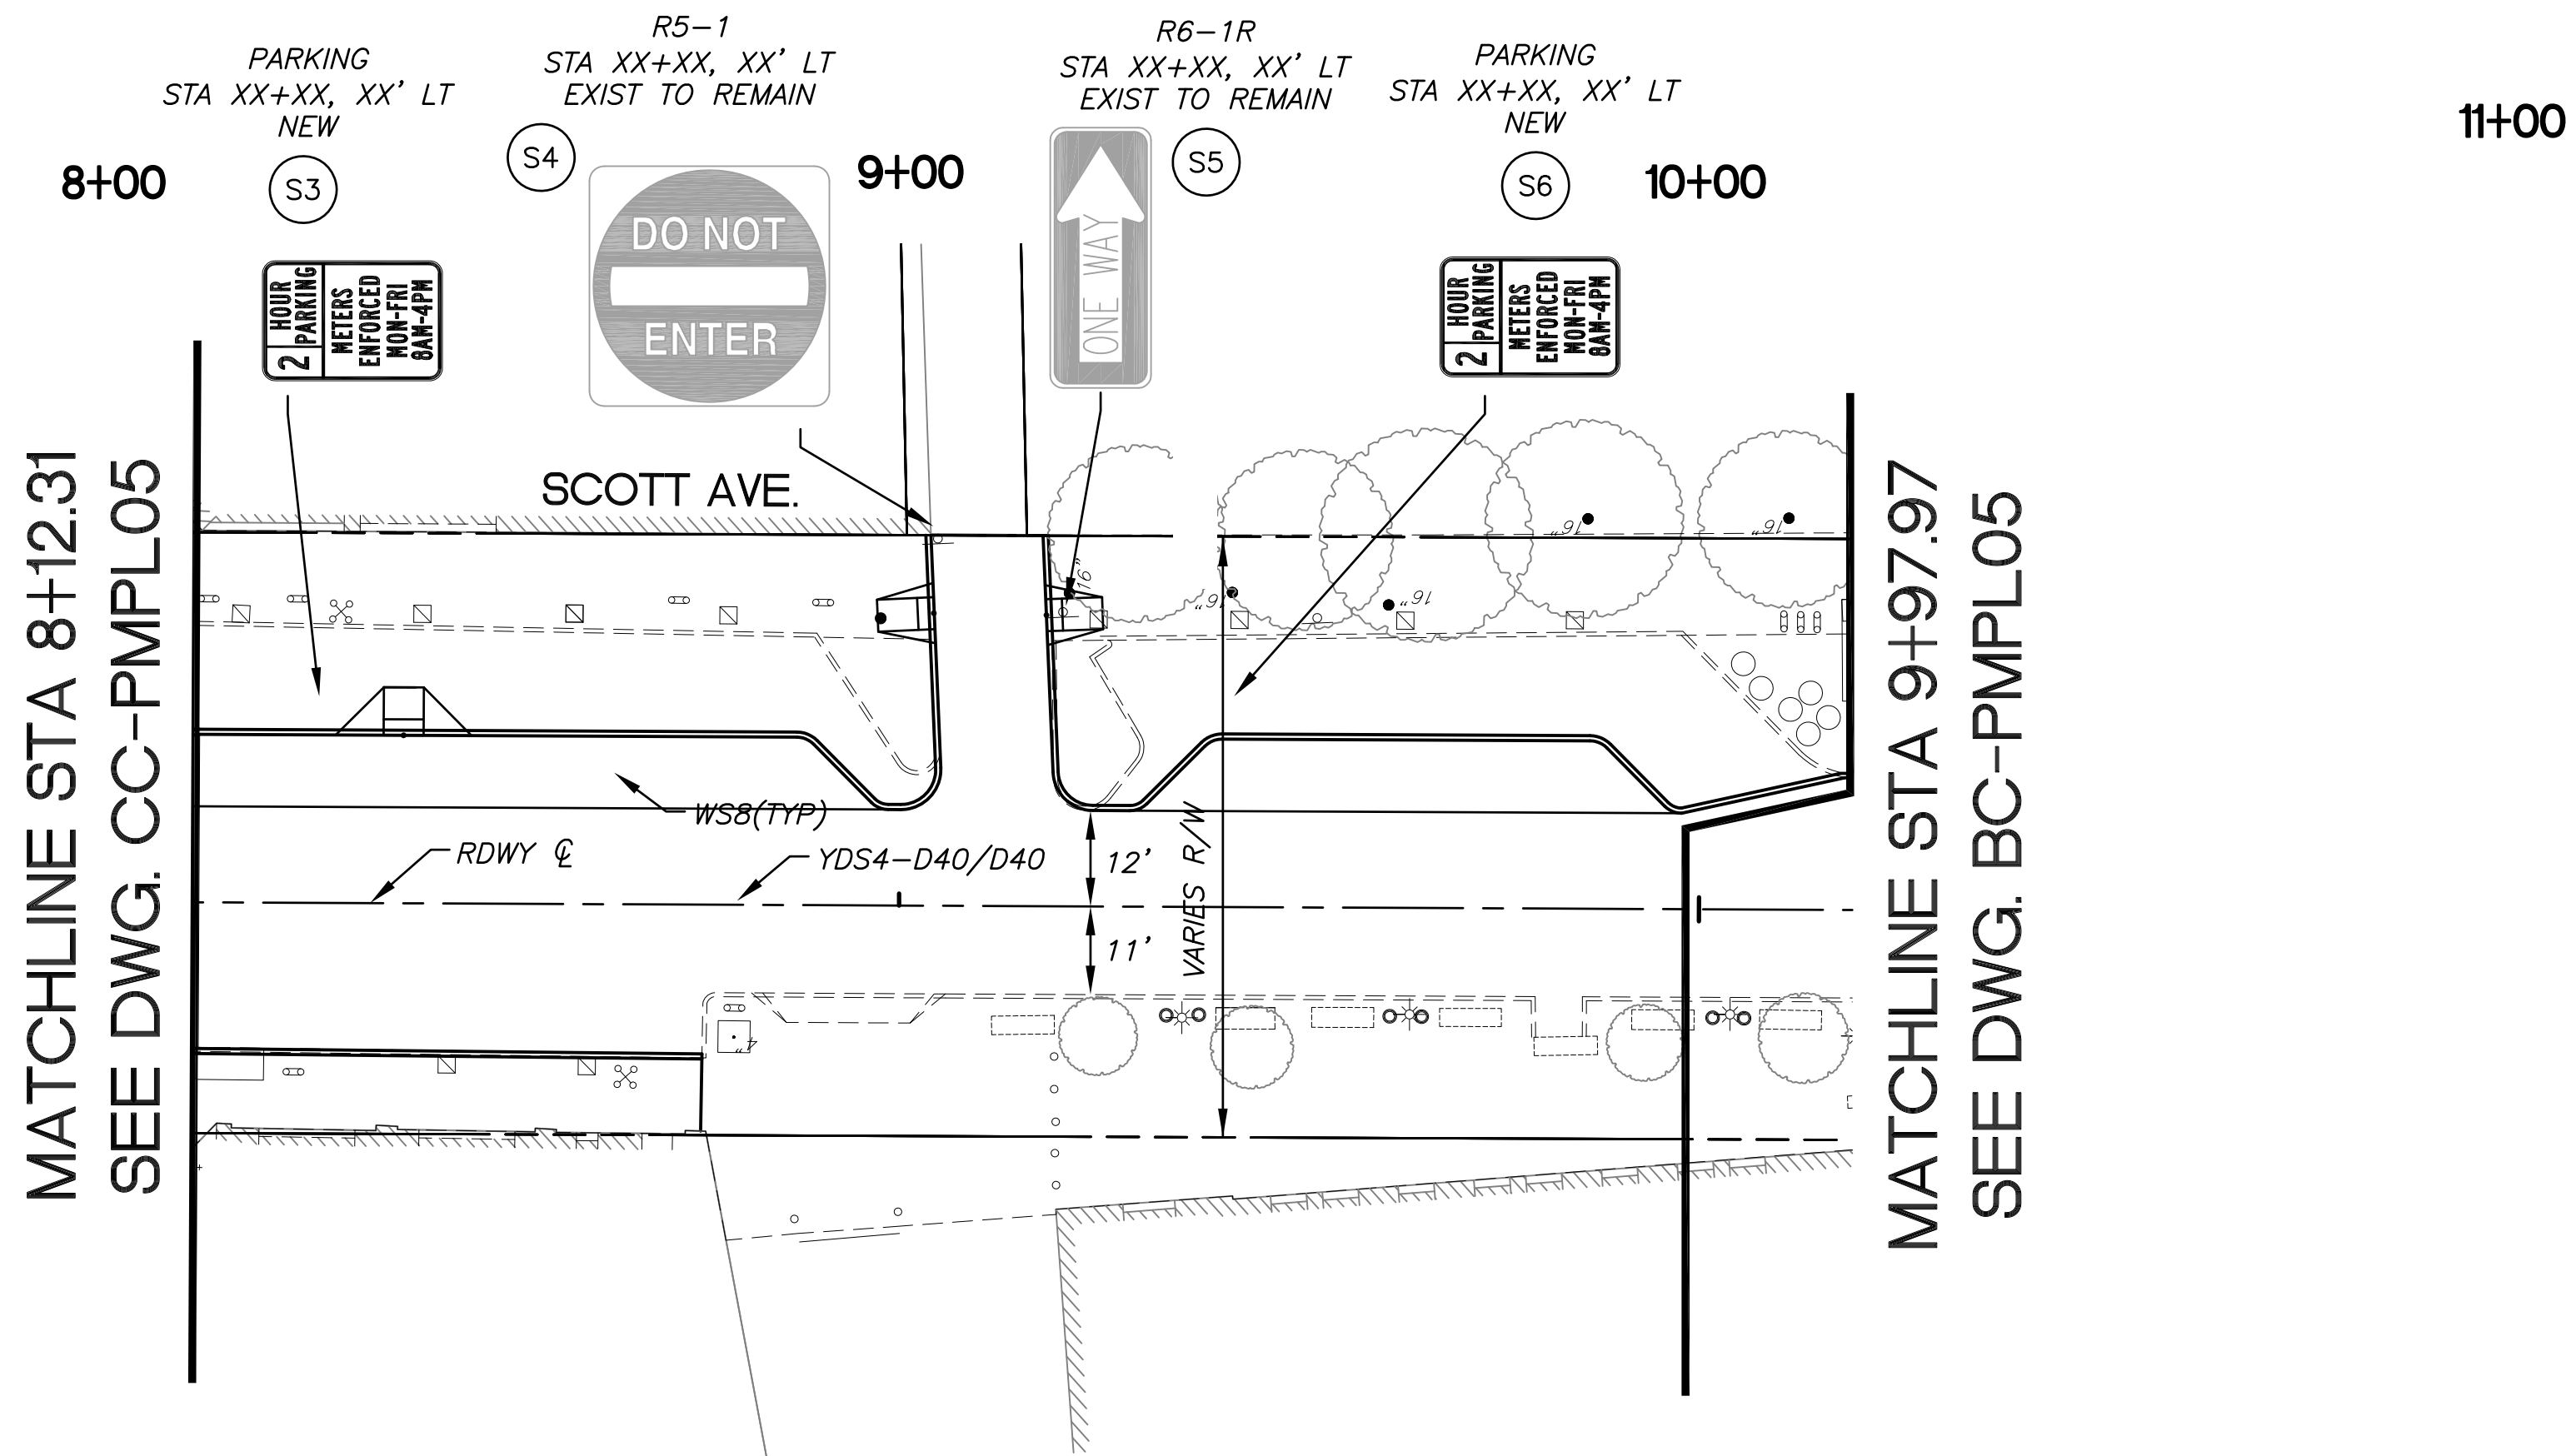 PARKING
STA XX+XX, XX' LT
NEW
S3
R5-1
STA XX+XX, XX' LT
EXIST TO REMAIN
S4
R6-1R
STA XX+XX, XX' LT
EXIST TO REMAIN
S5
PARKING
STA XX+XX, XX' LT
NEW
S6
8+00
9+00
10+00
11+00
2 HOUR PARKING
METERS
ENFORCED
MON-FRI
8AM-4PM
DO NOT
ENTER
ONE WAY
2 HOUR PARKING
METERS
ENFORCED
MON-FRI
8AM-4PM
SCOTT AVE.
MATCHLINE STA 8+12.31
SEE DWG. CC-PMPL05
16"
16"
16"
16"
16"
WS8(TYP)
RDWY ℄
YDS4-D40/D40
12'
11'
VARIES R/W
4"
MATCHLINE STA 9+97.97
SEE DWG. BC-PMPL05